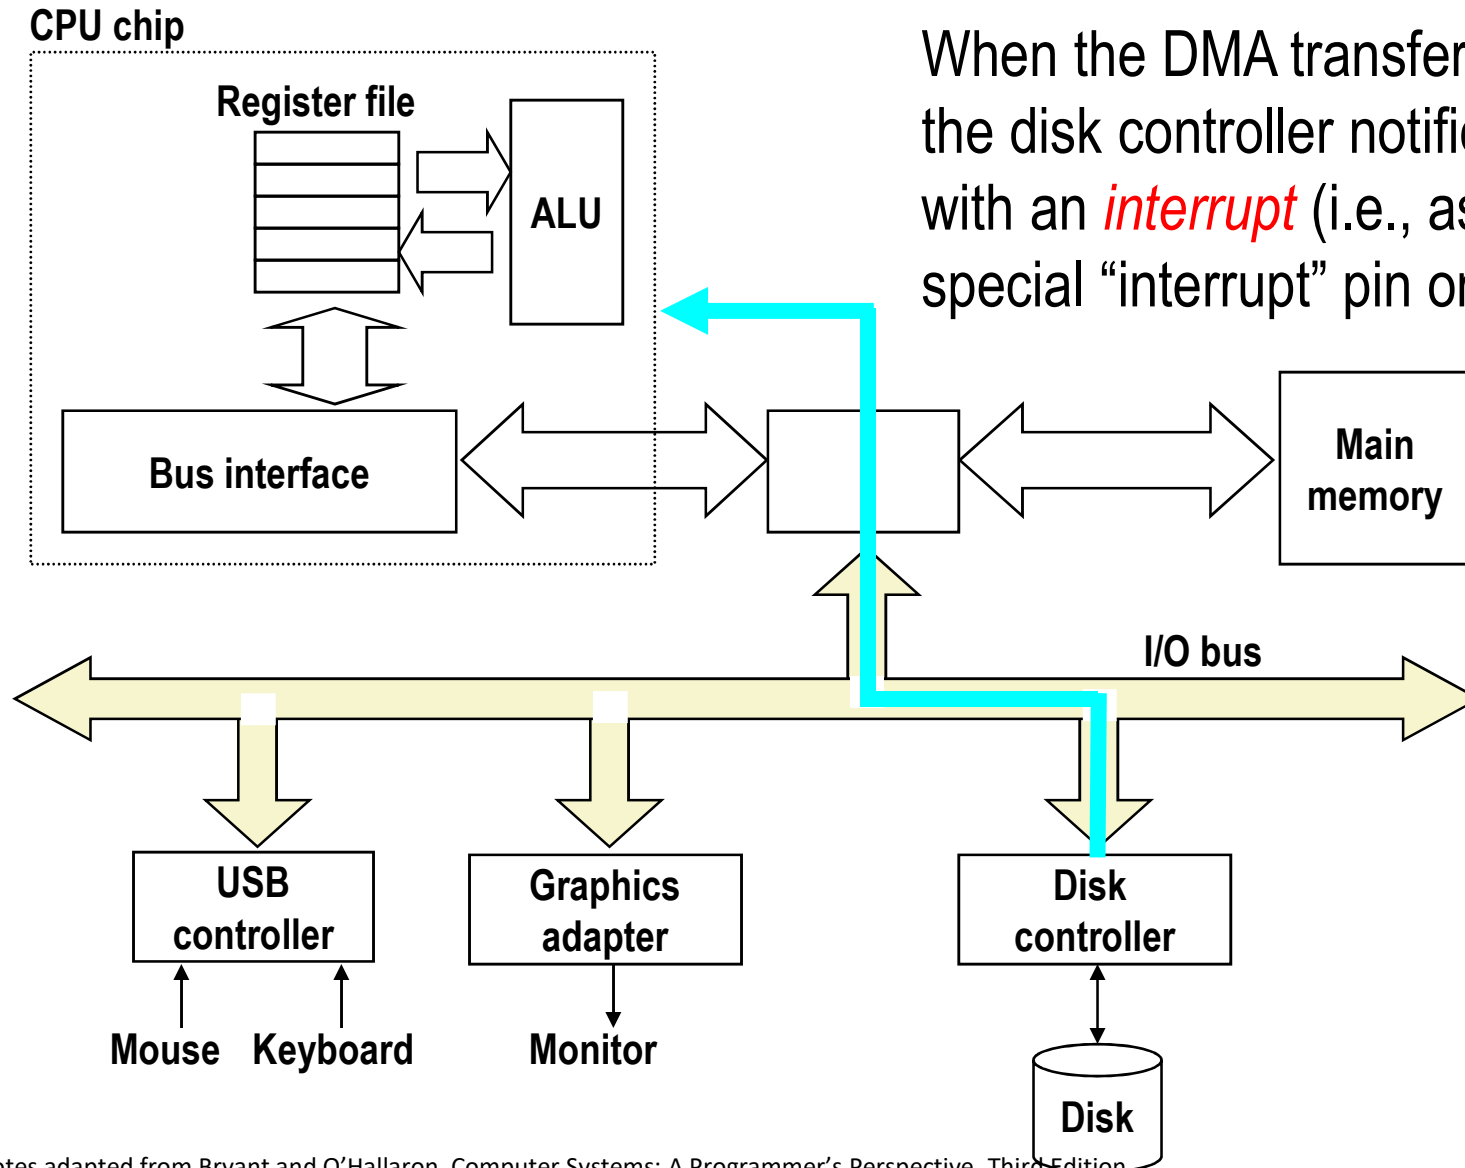 CPU chip
When the DMA transfer
the disk controller notifie
with an interrupt (i.e., as
special “interrupt” pin or
Register file
ALU
Bus interface
Main
memory
I/O bus
USB
controller
Graphics
adapter
Disk
controller
Mouse Keyboard
Monitor
Disk
adapted from Bryant and O’Hallaron, Computer Systems: A Programmer’s Perspective, Third Edition